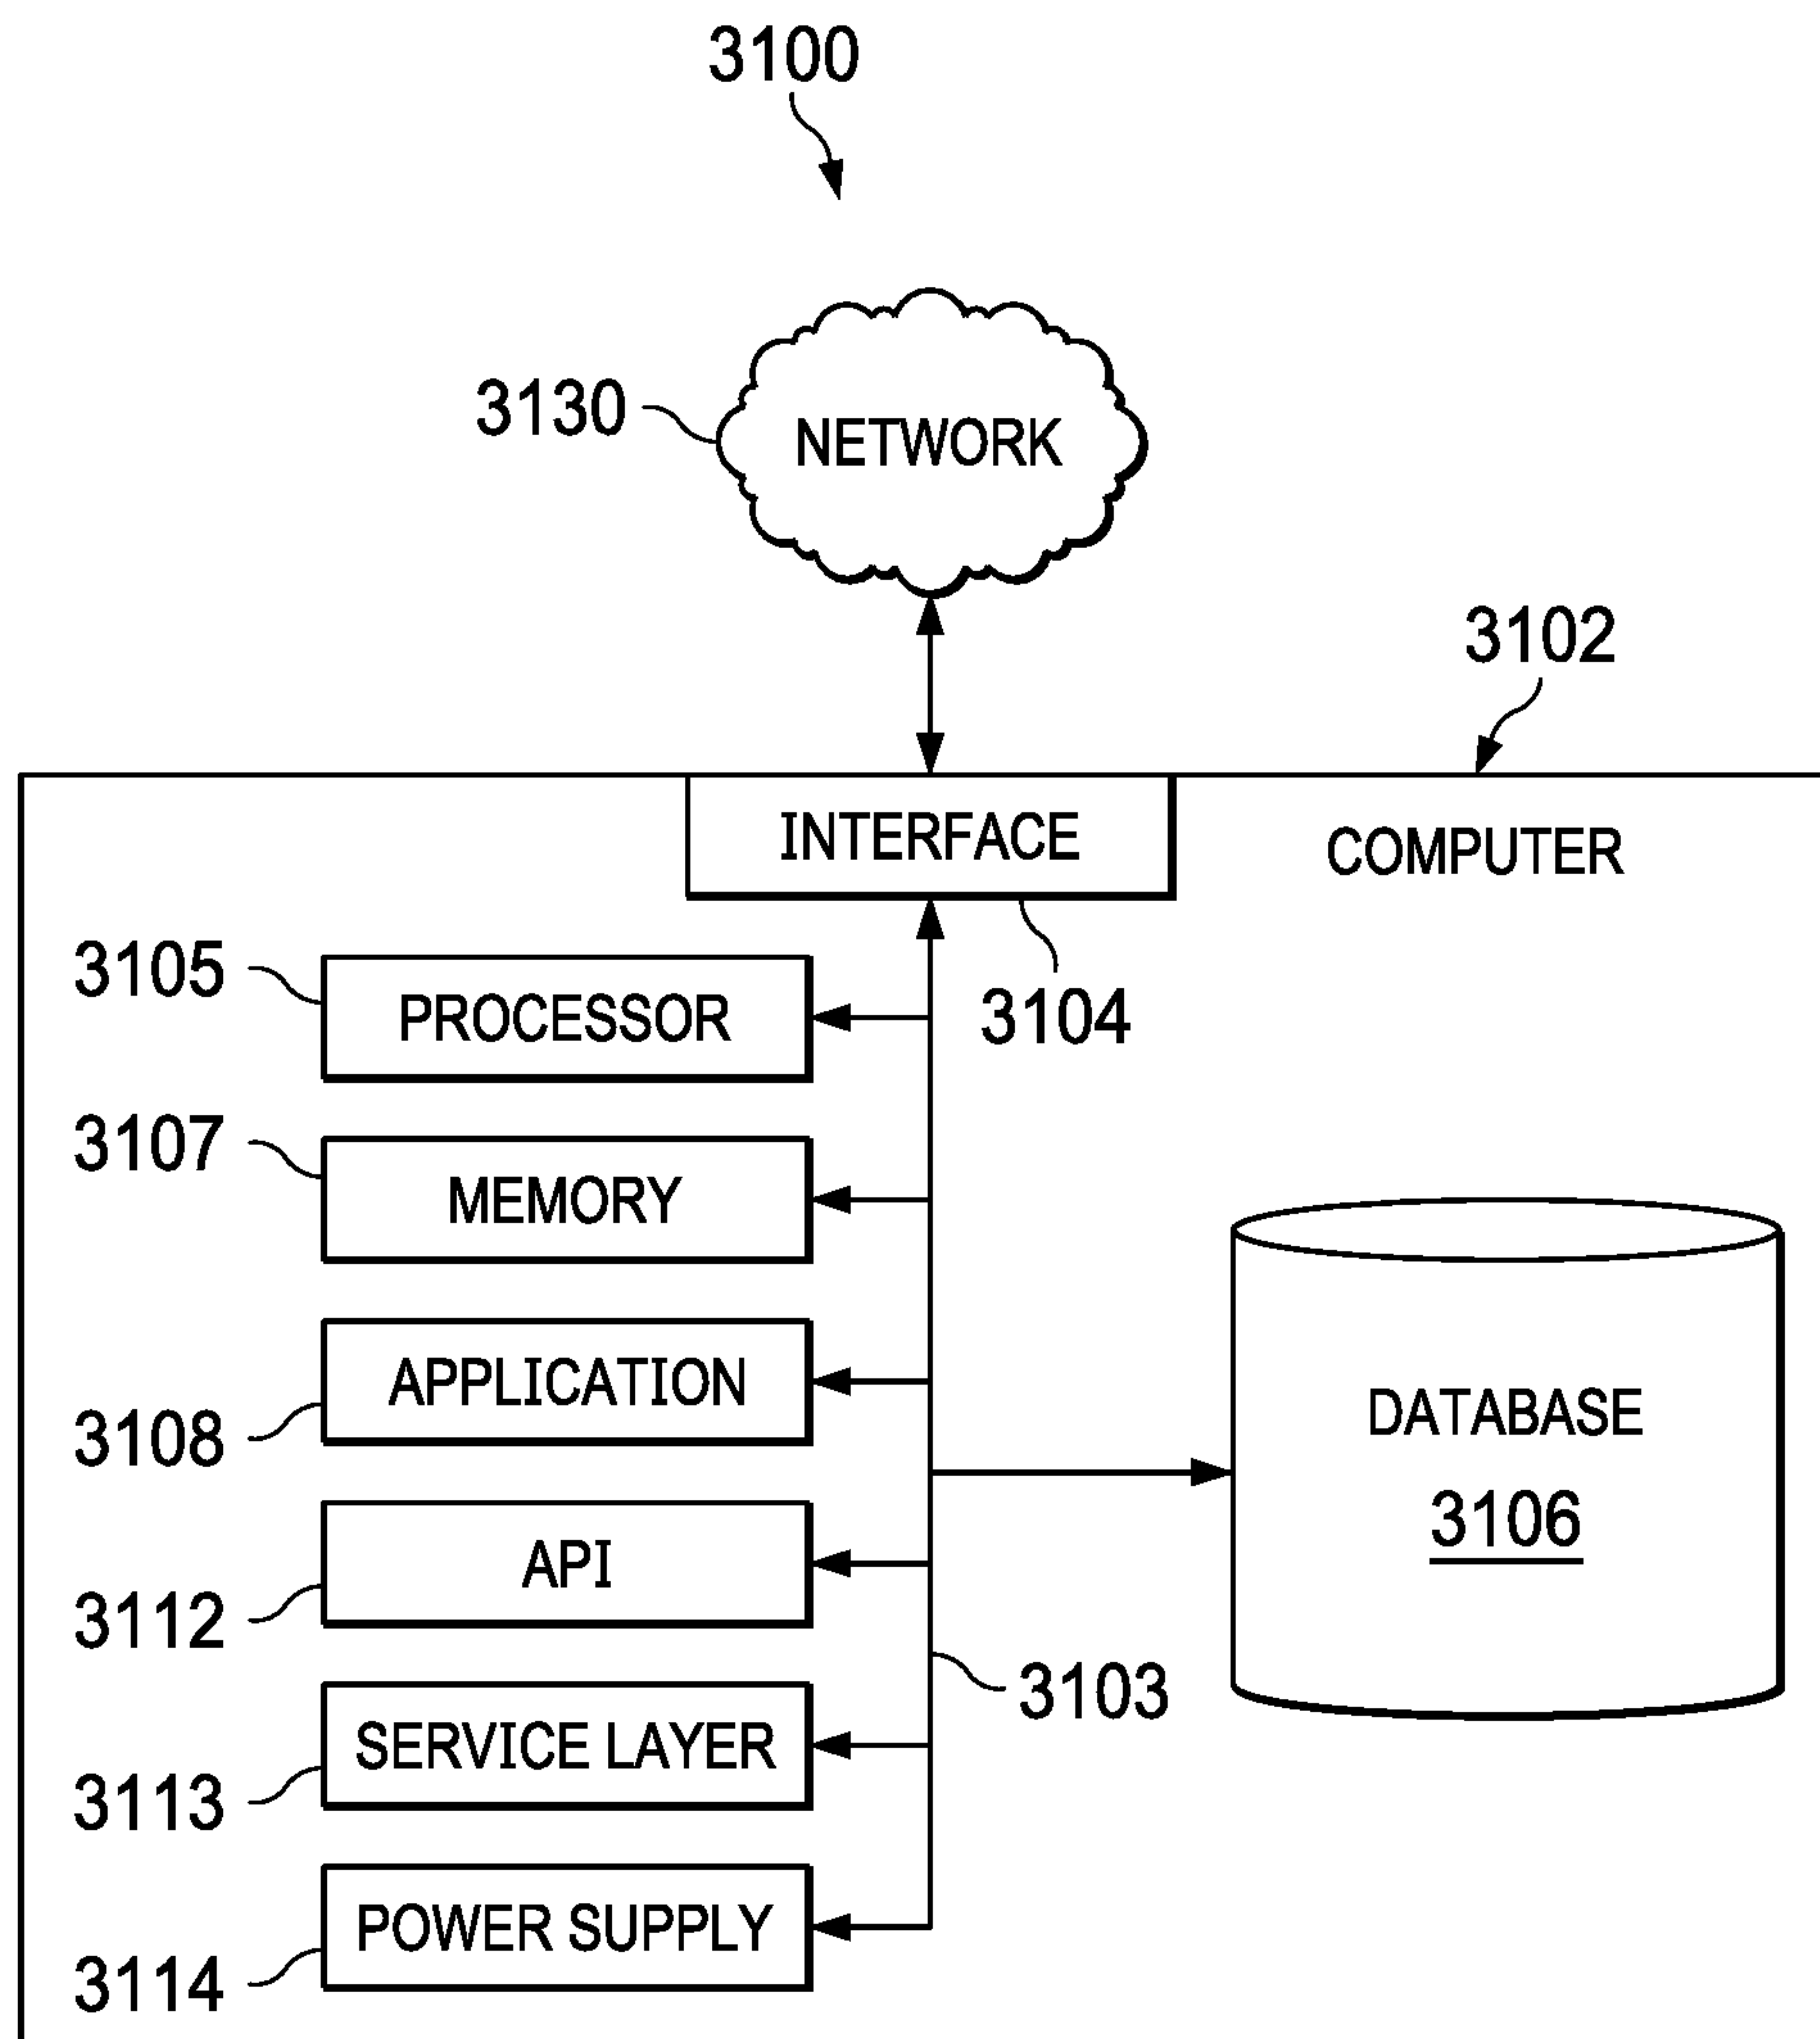 3100
3130
NETWORK
3102
INTERFACE
COMPUTER
3105
PROCESSOR
3104
3107
MEMORY
APPLICATION
3108
DATABASE
3106
API
3112
3103
SERVICE LAYER
3113
POWER SUPPLY
3114